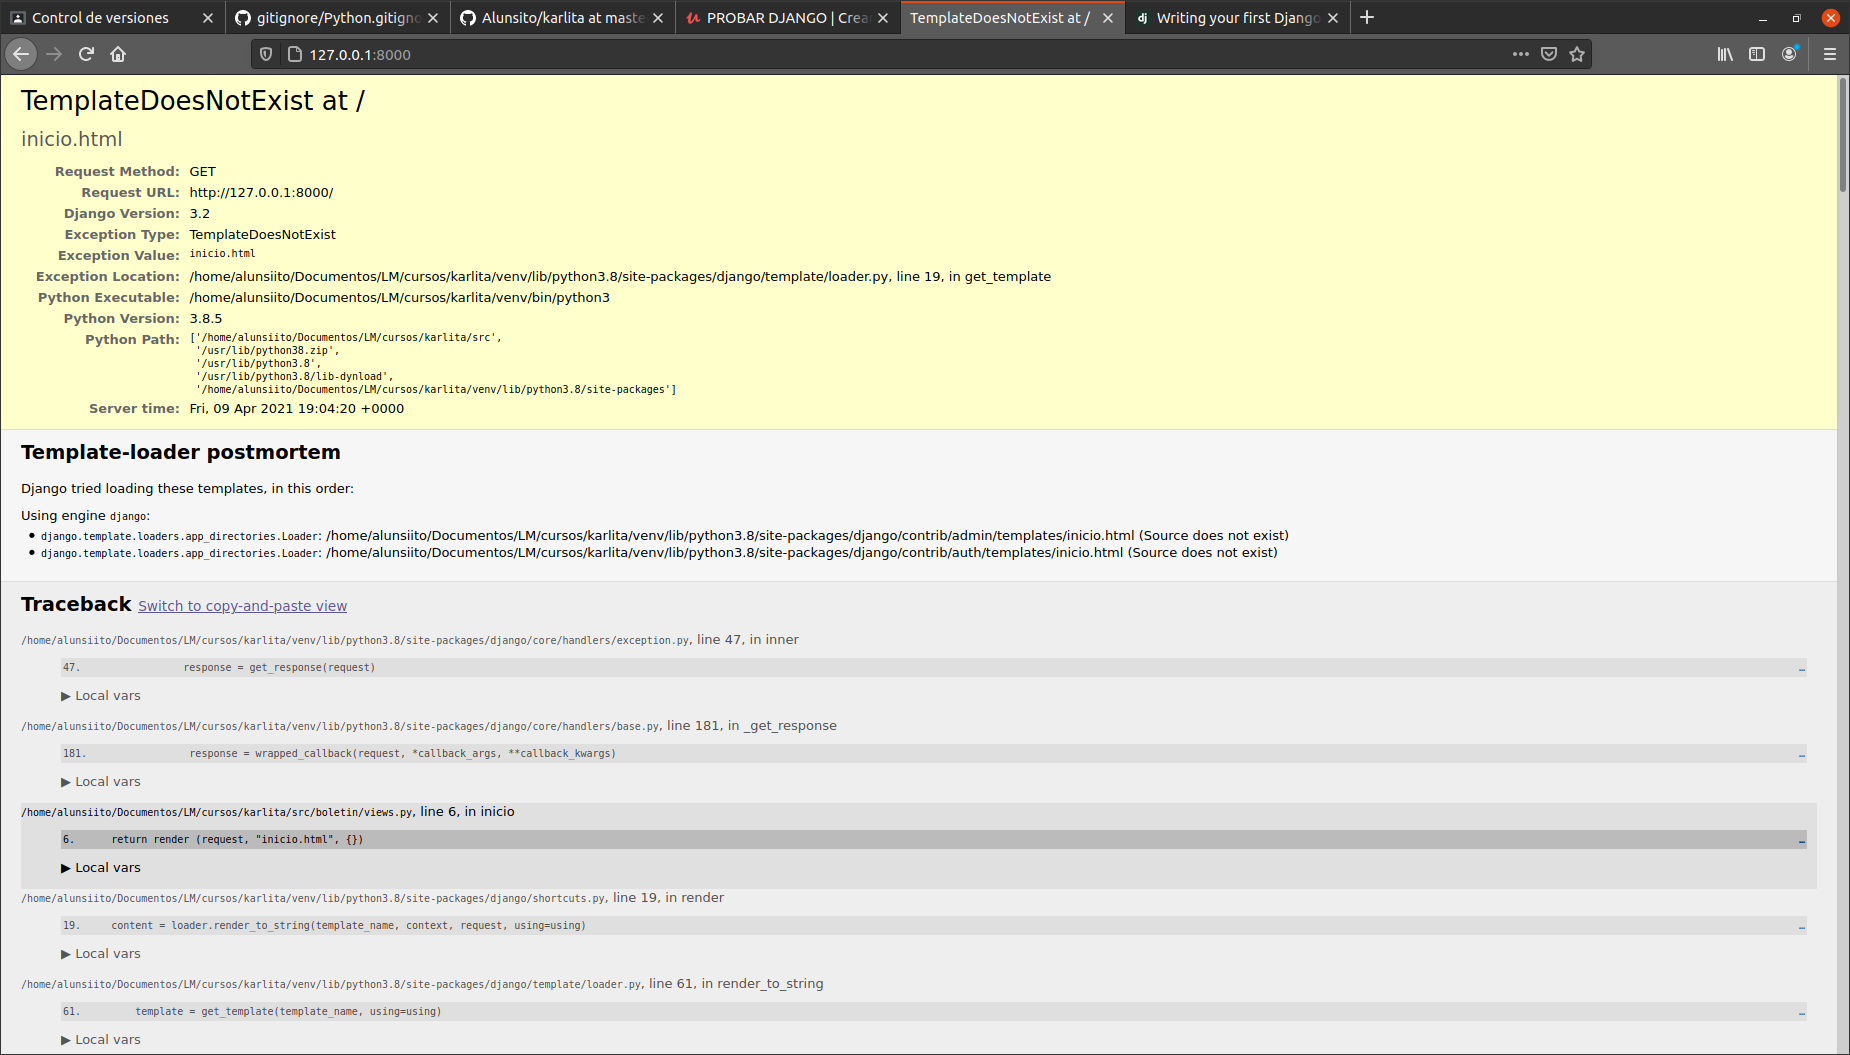 Control de versiones
gitignore/Python.gitigno
Alunsito/karlita at maste
PROBAR DJANGO | Crea
TemplateDoesNotExist at /
dj Writing your first Django
127.0.0.1:8000
TemplateDoesNotExist at /
inicio.html
Request Method: GET
Request URL: http://127.0.0.1:8000/
Django Version: 3.2
Exception Type: TemplateDoesNotExist
Exception Value: inicio.html
Exception Location: /home/alunsiito/Documentos/LM/cursos/karlita/venv/lib/python3.8/site-packages/django/template/loader.py, line 19, in get_template
Python Executable: /home/alunsiito/Documentos/LM/cursos/karlita/venv/bin/python3
Python Version: 3.8.5
Python Path: ['/home/alunsiito/Documentos/LM/cursos/karlita/src',
'/usr/lib/python38.zip',
'/usr/lib/python3.8',
'/usr/lib/python3.8/lib-dynload',
'/home/alunsiito/Documentos/LM/cursos/karlita/venv/lib/python3.8/site-packages']
Server time: Fri, 09 Apr 2021 19:04:20 +0000
Template-loader postmortem
Django tried loading these templates, in this order:
Using engine django:
• django.template.loaders.app_directories.Loader: /home/alunsiito/Documentos/LM/cursos/karlita/venv/lib/python3.8/site-packages/django/contrib/admin/templates/inicio.html (Source does not exist)
• django.template.loaders.app_directories.Loader: /home/alunsiito/Documentos/LM/cursos/karlita/venv/lib/python3.8/site-packages/django/contrib/auth/templates/inicio.html (Source does not exist)
Traceback Switch to copy-and-paste view
/home/alunsiito/Documentos/LM/cursos/karlita/venv/lib/python3.8/site-packages/django/core/handlers/exception.py, line 47, in inner
47. response = get_response(request) …
▶ Local vars
/home/alunsiito/Documentos/LM/cursos/karlita/venv/lib/python3.8/site-packages/django/core/handlers/base.py, line 181, in _get_response
181. response = wrapped_callback(request, *callback_args, **callback_kwargs) …
▶ Local vars
/home/alunsiito/Documentos/LM/cursos/karlita/src/boletin/views.py, line 6, in inicio
6. return render (request, "inicio.html", {}) …
▶ Local vars
/home/alunsiito/Documentos/LM/cursos/karlita/venv/lib/python3.8/site-packages/django/shortcuts.py, line 19, in render
19. content = loader.render_to_string(template_name, context, request, using=using) …
▶ Local vars
/home/alunsiito/Documentos/LM/cursos/karlita/venv/lib/python3.8/site-packages/django/template/loader.py, line 61, in render_to_string
61. template = get_template(template_name, using=using) …
▶ Local vars